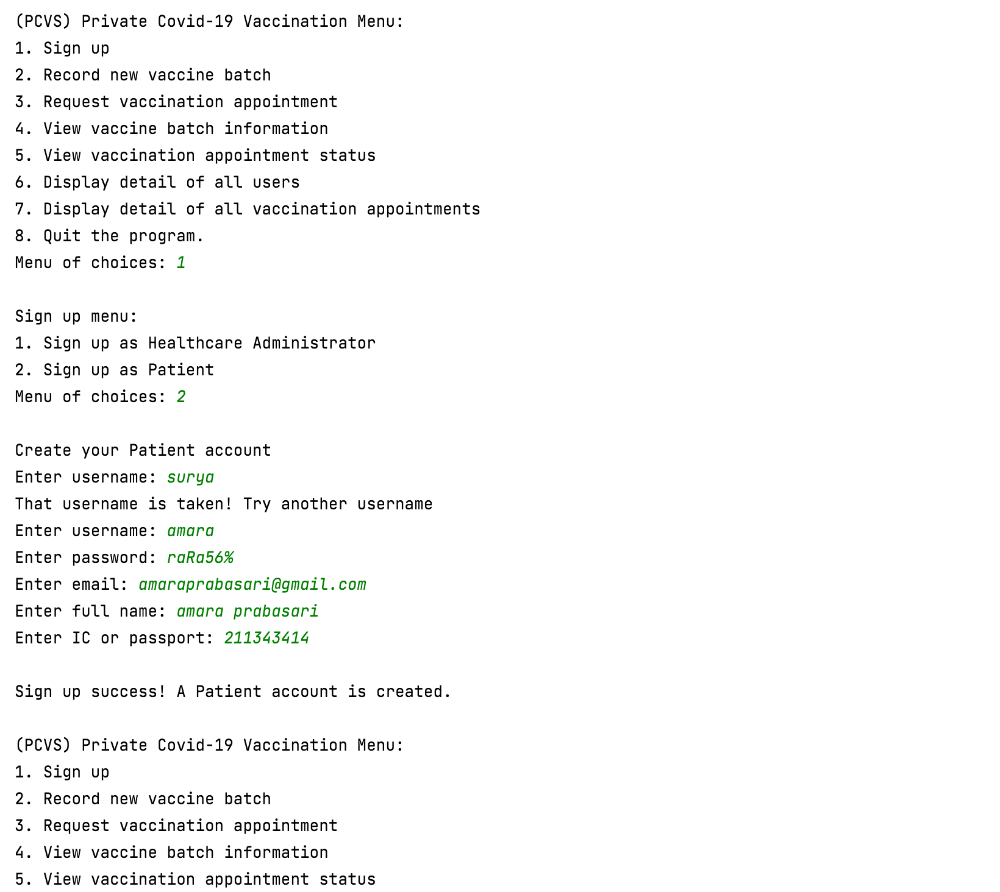 (PCVS) Private Covid-19 Vaccination Menu:
1. Sign up
2. Record new vaccine batch
3. Request vaccination appointment
4. View vaccine batch information
5. View vaccination appointment status
6. Display detail of all users
7. Display detail of all vaccination appointments
8. Quit the program.
Menu of choices: 1
Sign up menu:
1. Sign up as Healthcare Administrator
2. Sign up as Patient
Menu of choices: 2
Create your Patient account
Enter username: surya
That username is taken! Try another username
Enter username: amara
Enter password: raRa56%
Enter email: amaraprabasari@gmail.com
Enter full name: amara prabasari
Enter IC or passport: 211343414
Sign up success! A Patient account is created.
(PCVS) Private Covid-19 Vaccination Menu:
1. Sign up
2. Record new vaccine batch
3. Request vaccination appointment
4. View vaccine batch information
5. View vaccination appointment status